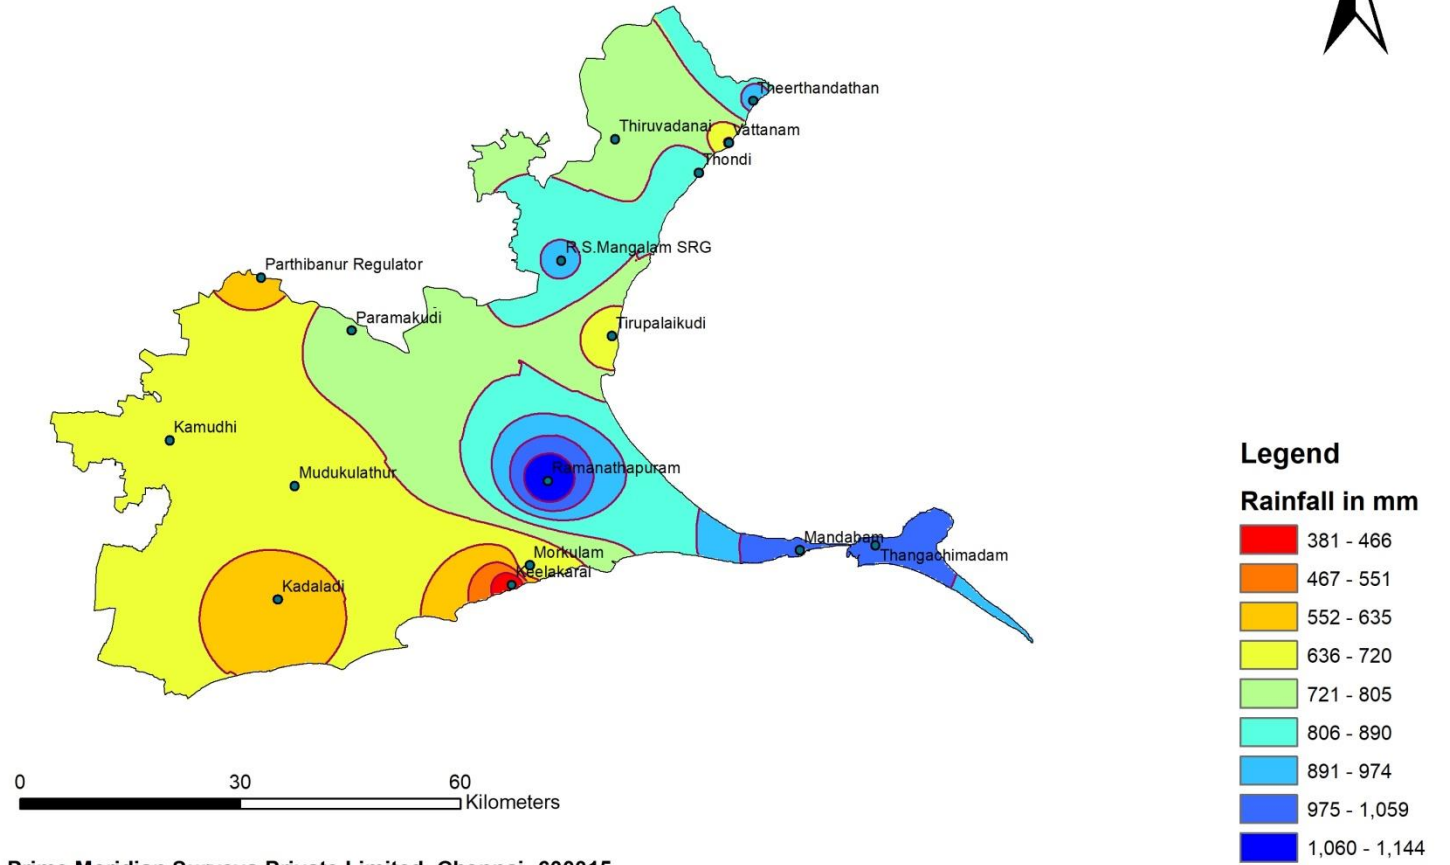 Theerthandathan
Thiruvadanai
Vattanam
Thondi
R.S.Mangalam SRG
Parthibanur Regulator
Paramakudi
Tirupalaikudi
Kamudhi
Mudukulathur
Ramanathapuram
Mandabam
Thangachimadam
Morkulam
Keelakarai
Kadaladi
Legend
Rainfall in mm
381 - 466
467 - 551
552 - 635
636 - 720
721 - 805
806 - 890
891 - 974
975 - 1,059
1,060 - 1,144
0 30 60
Kilometers
Prime Meridian Surveys Private Limited, Chennai